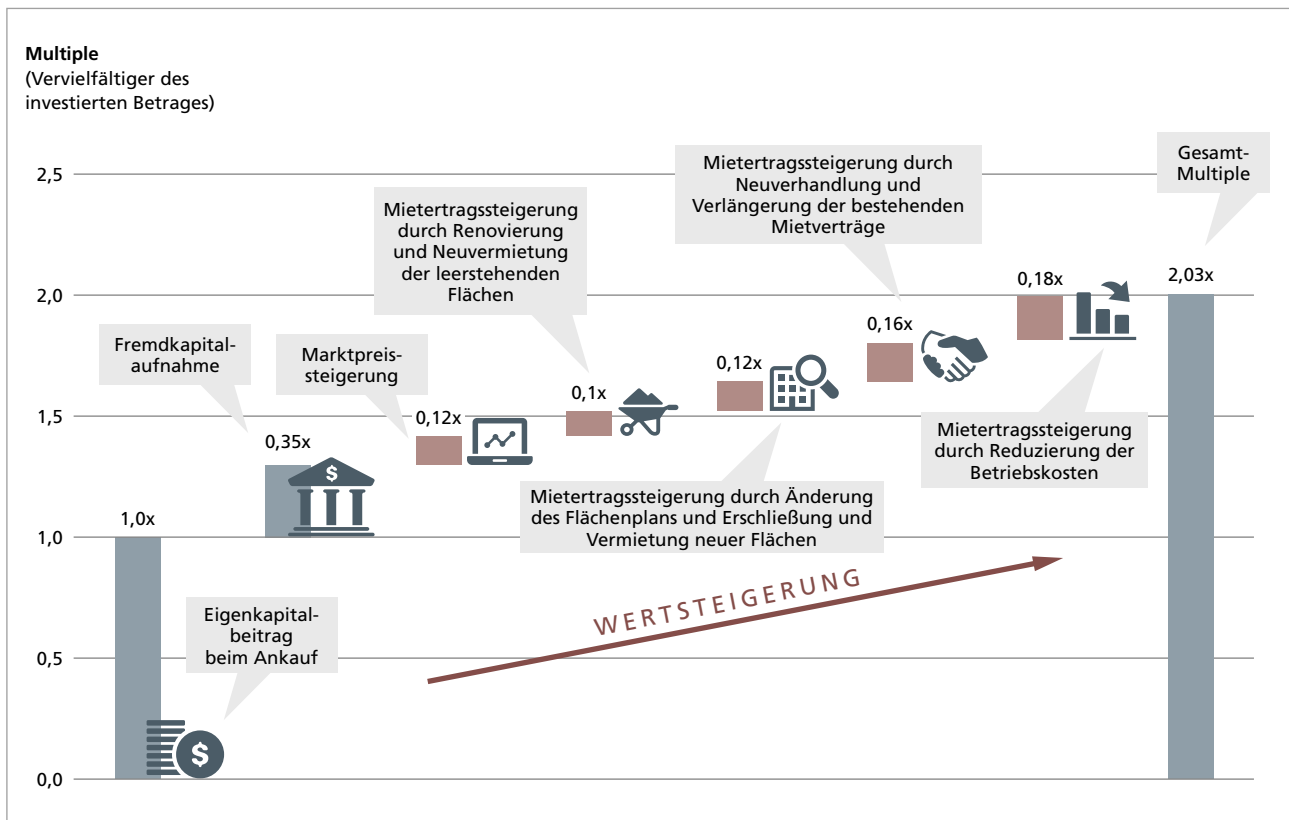 Multiple
(Vervielfältiger des
investierten Betrages)
2,5
2,0
1,5
1,0
0,5
0,0
1,0x
Eigenkapital-
beitrag
beim Ankauf
$
Fremdkapital-
aufnahme
0,35x
$
Marktpreis-
steigerung
0,12x
Mietertragssteigerung
durch Renovierung
und Neuvermietung
der leerstehenden
Flächen
0,1x
0,12x
Mietertragssteigerung durch Änderung
des Flächenplans und Erschließung und
Vermietung neuer Flächen
Mietertragssteigerung durch
Neuverhandlung und
Verlängerung der bestehenden
Mietverträge
0,16x
0,18x
Mietertragssteigerung
durch Reduzierung der
Betriebskosten
Gesamt-
Multiple
2,03x
WERTSTEIGERUNG